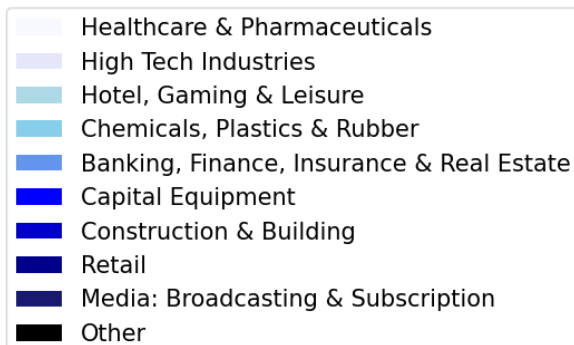 Healthcare & Pharmaceuticals
High Tech Industries
Hotel, Gaming & Leisure
Chemicals, Plastics & Rubber
Banking, Finance, Insurance & Real Estate
Capital Equipment
Construction & Building
Retail
Media: Broadcasting & Subscription
Other